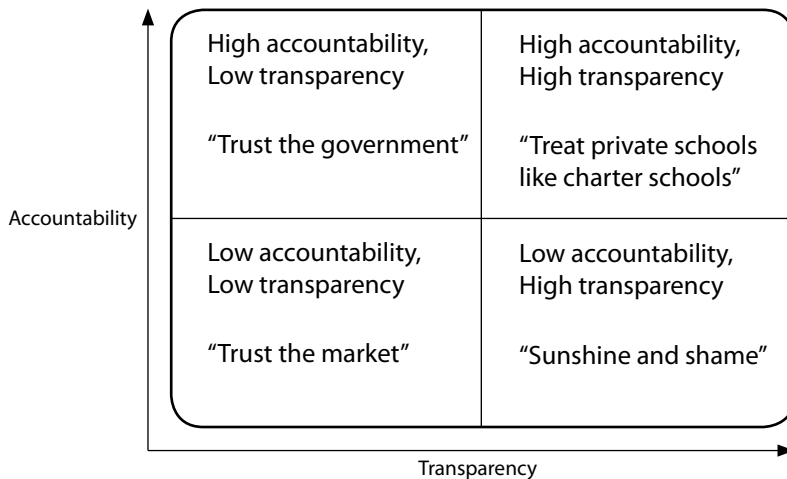 High accountability,
Low transparency
“Trust the government”
High accountability,
High transparency
“Treat private schools
like charter schools”
Accountability
Low accountability,
Low transparency
“Trust the market”
Low accountability,
High transparency
“Sunshine and shame”
Transparency